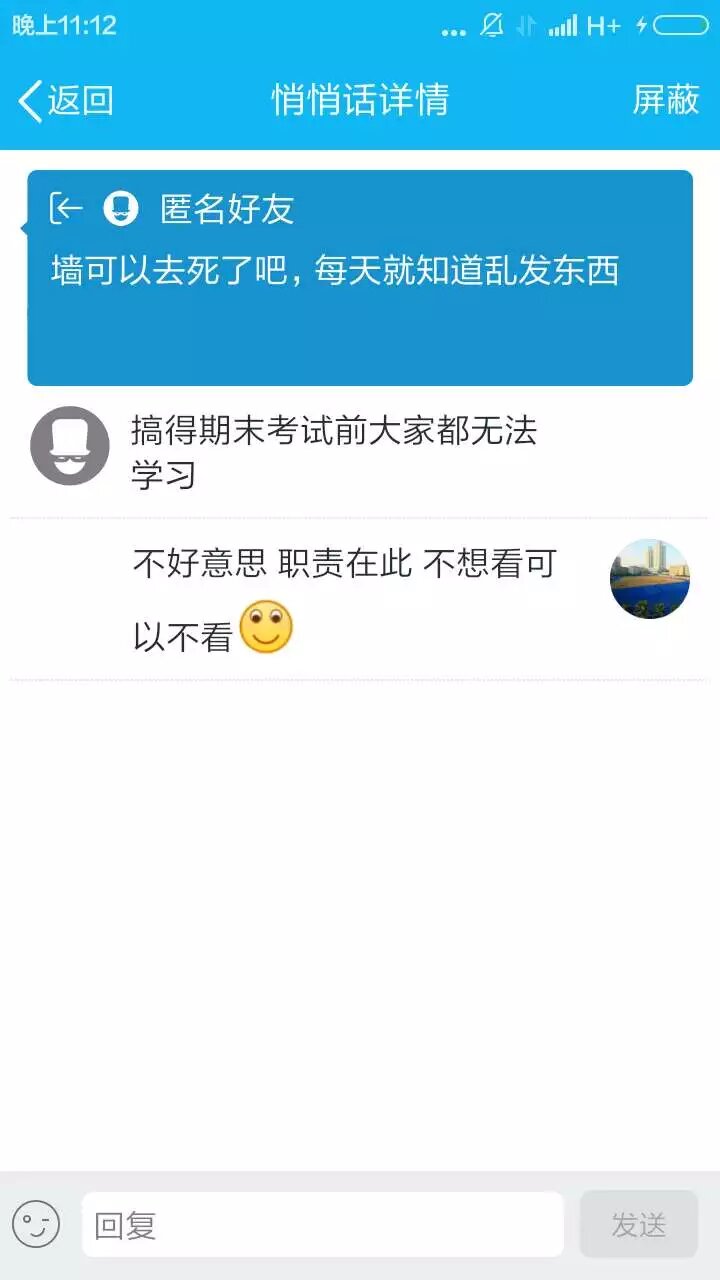 晚上11:12
H+
返回
悄悄话详情
屏蔽
匿名好友
墙可以去死了吧，每天就知道乱发东西
搞得期末考试前大家都无法
学习
不好意思 职责在此 不想看可
以不看
回复
发送